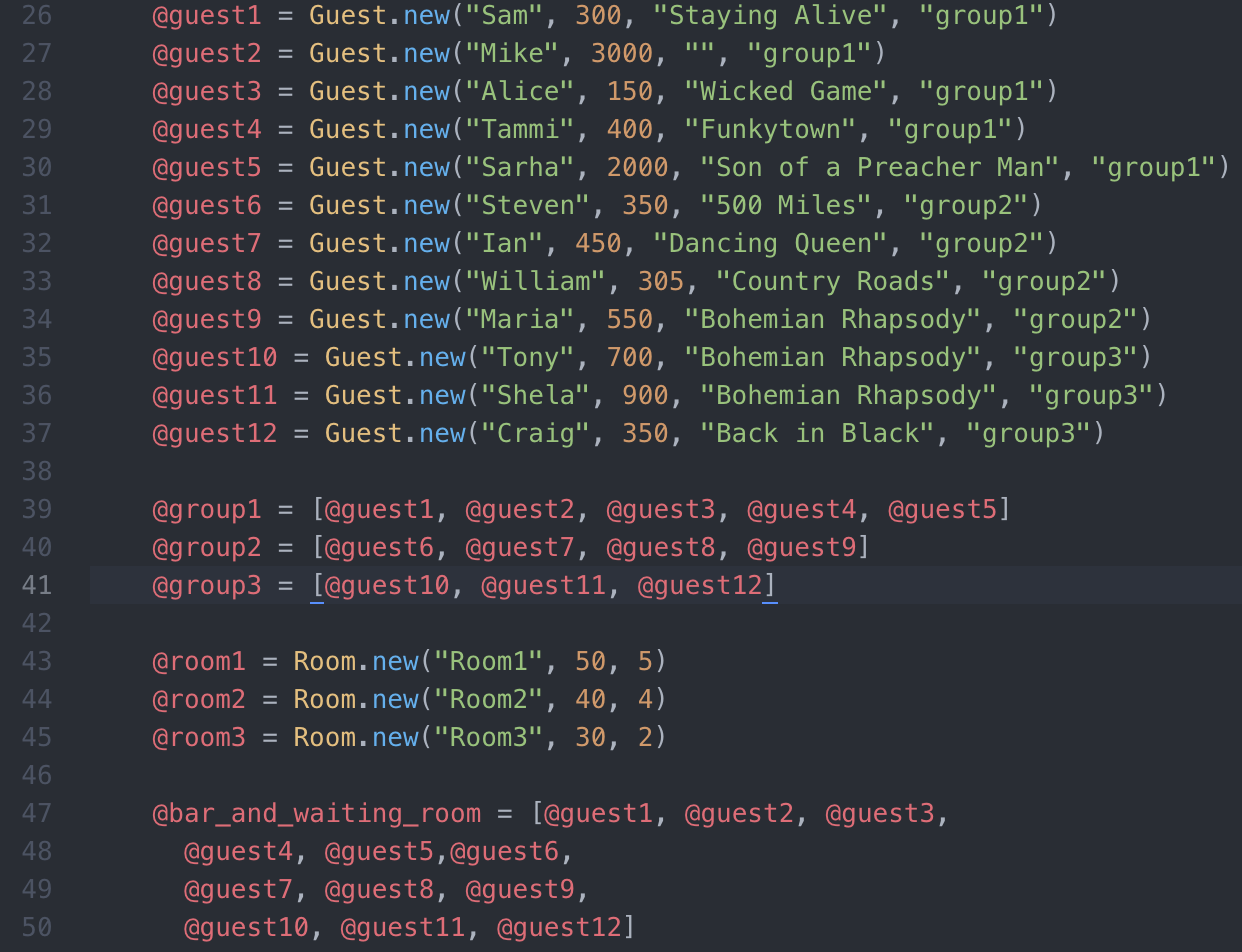 26 @guest1 = Guest.new("Sam", 300, "Staying Alive", "group1")
27 @guest2 = Guest.new("Mike", 3000, "", "group1")
28 @guest3 = Guest.new("Alice", 150, "Wicked Game", "group1")
29 @guest4 = Guest.new("Tammi", 400, "Funkytown", "group1")
30 @guest5 = Guest.new("Sarha", 2000, "Son of a Preacher Man", "group1")
31 @guest6 = Guest.new("Steven", 350, "500 Miles", "group2")
32 @guest7 = Guest.new("Ian", 450, "Dancing Queen", "group2")
33 @guest8 = Guest.new("William", 305, "Country Roads", "group2")
34 @guest9 = Guest.new("Maria", 550, "Bohemian Rhapsody", "group2")
35 @guest10 = Guest.new("Tony", 700, "Bohemian Rhapsody", "group3")
36 @guest11 = Guest.new("Shela", 900, "Bohemian Rhapsody", "group3")
37 @guest12 = Guest.new("Craig", 350, "Back in Black", "group3")
38
39 @group1 = [@guest1, @guest2, @guest3, @guest4, @guest5]
40 @group2 = [@guest6, @guest7, @guest8, @guest9]
41 @group3 = [@guest10, @guest11, @guest12]
42
43 @room1 = Room.new("Room1", 50, 5)
44 @room2 = Room.new("Room2", 40, 4)
45 @room3 = Room.new("Room3", 30, 2)
46
47 @bar_and_waiting_room = [@guest1, @guest2, @guest3,
48 @guest4, @guest5,@guest6,
49 @guest7, @guest8, @guest9,
50 @guest10, @guest11, @guest12]